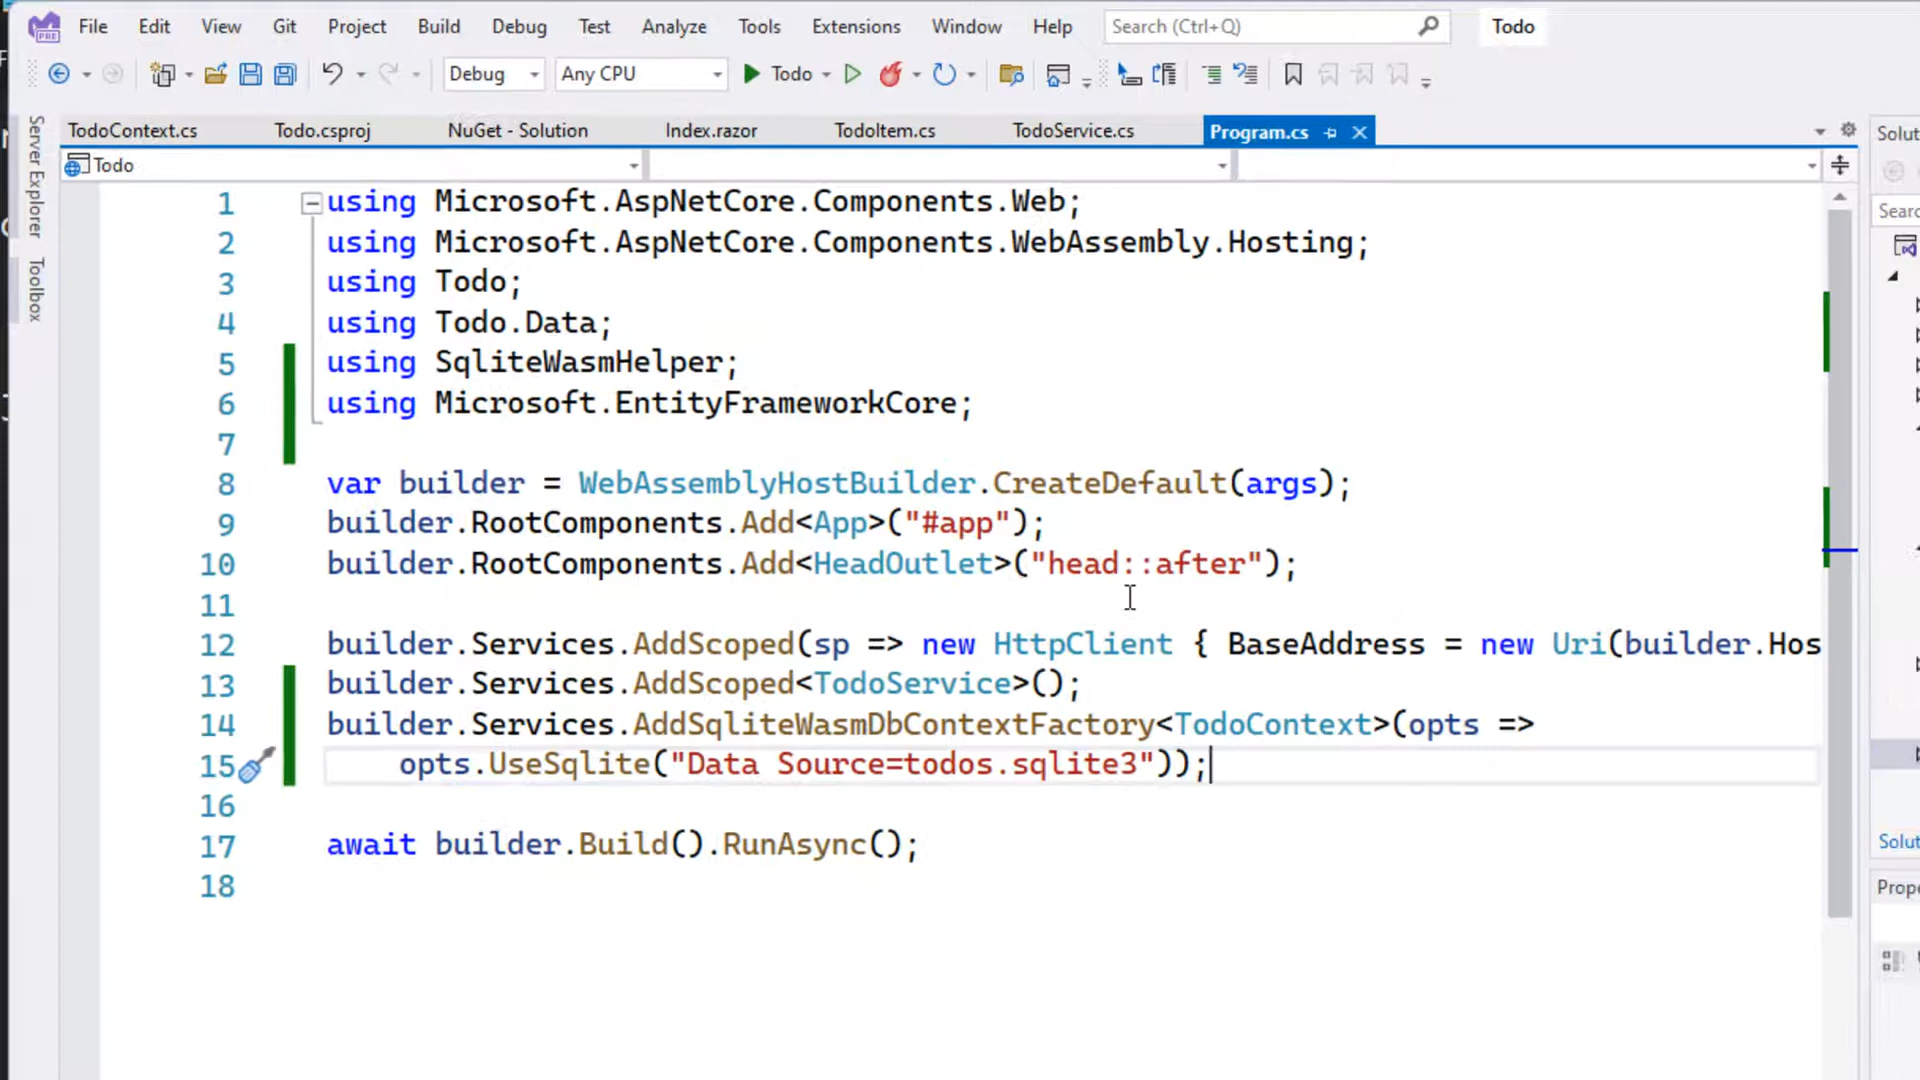 File Edit View Git Project Build Debug Test Analyze Tools Extensions Window Help Search (Ctrl+Q) Todo
PRE
Debug Any CPU Todo
TodoContext.cs Todo.csproj NuGet - Solution Index.razor TodoItem.cs TodoService.cs Program.cs
Server Explorer
Toolbox
Todo
1 using Microsoft.AspNetCore.Components.Web;
2 using Microsoft.AspNetCore.Components.WebAssembly.Hosting;
3 using Todo;
4 using Todo.Data;
5 using SqliteWasmHelper;
6 using Microsoft.EntityFrameworkCore;
7
8 var builder = WebAssemblyHostBuilder.CreateDefault(args);
9 builder.RootComponents.Add<App>("#app");
10 builder.RootComponents.Add<HeadOutlet>("head::after");
11
12 builder.Services.AddScoped(sp => new HttpClient { BaseAddress = new Uri(builder.Hos
13 builder.Services.AddScoped<TodoService>();
14 builder.Services.AddSqliteWasmDbContextFactory<TodoContext>(opts =>
15 opts.UseSqlite("Data Source=todos.sqlite3"));
16
17 await builder.Build().RunAsync();
18
Solut
Searc
Solut
Prope